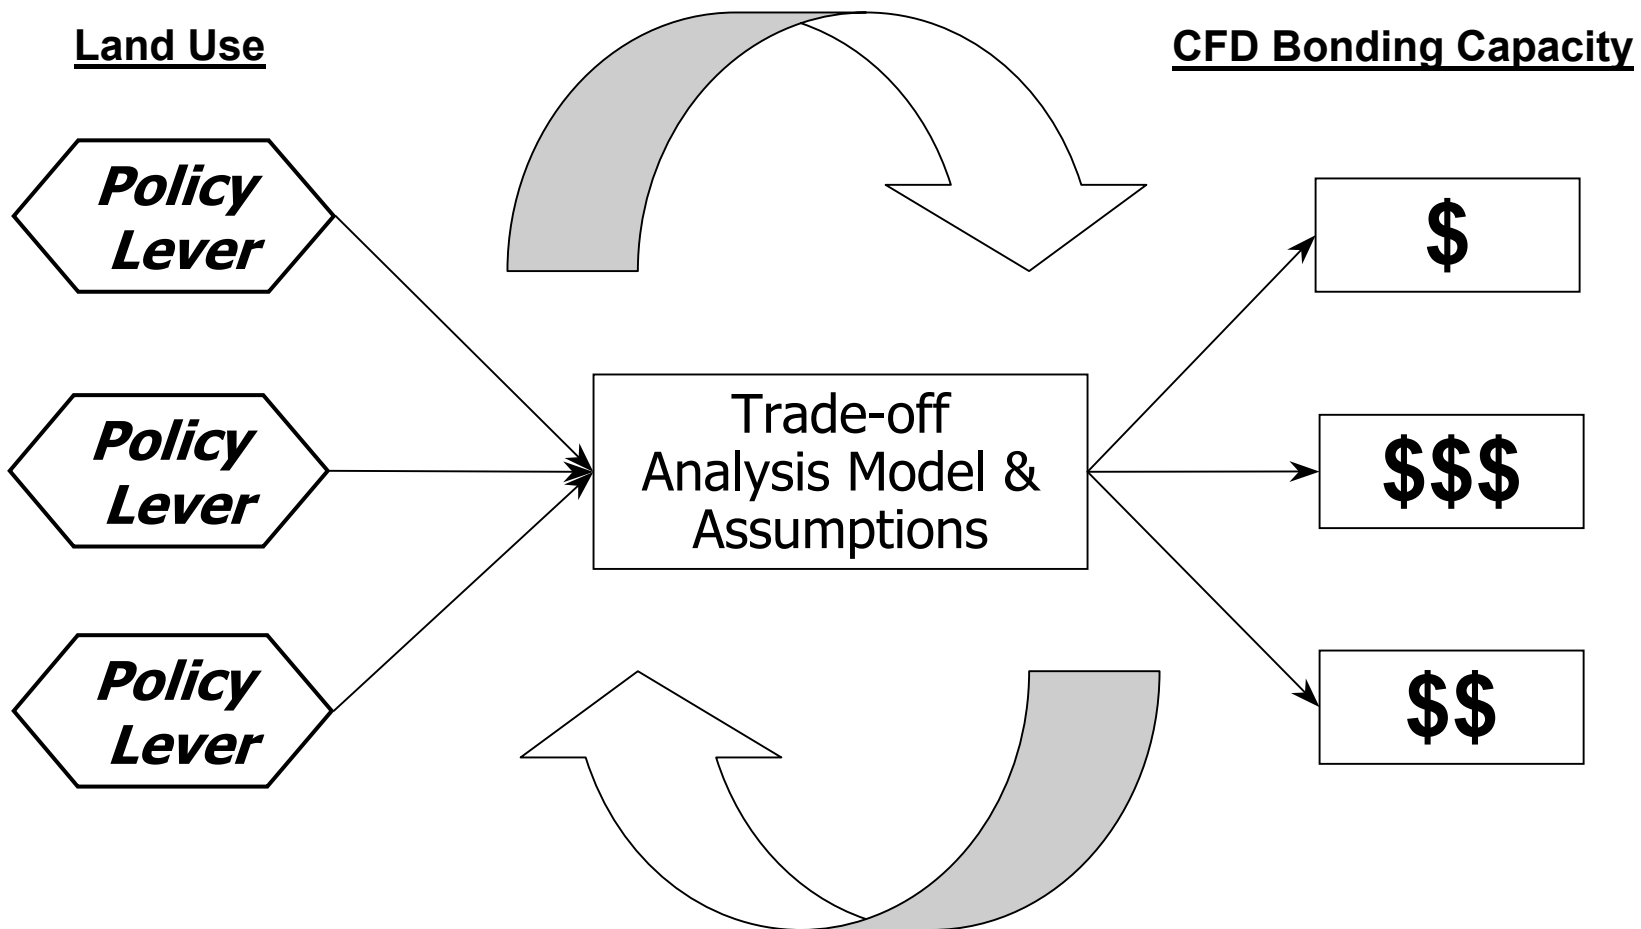 Land Use
CFD Bonding Capacity
Policy
Lever
$
Trade-off
Analysis Model &
Assumptions
Policy
Lever
$$$
Policy
Lever
$$